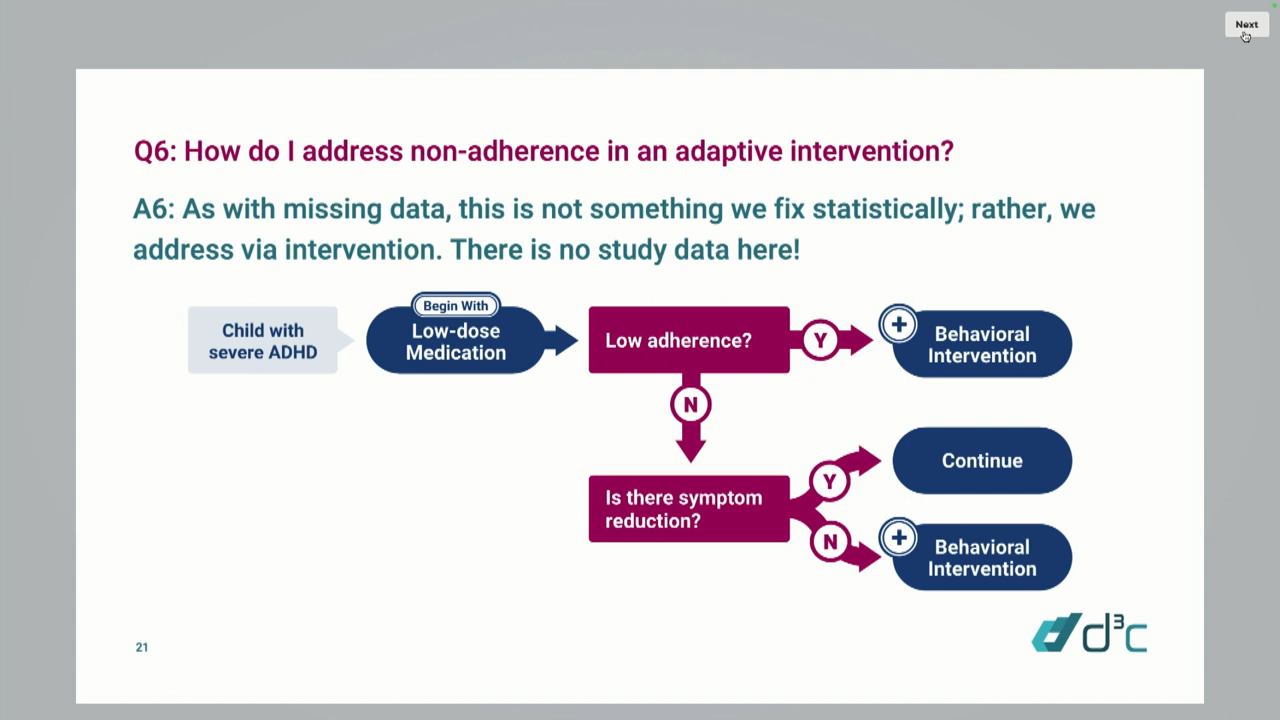 Next
Q6: How do I address non-adherence in an adaptive intervention?
A6: As with missing data, this is not something we fix statistically; rather, we
address via intervention. There is no study data here!
Child with
severe ADHD
Begin With
Low-dose
Medication
Low adherence?
Y
+
Behavioral
Intervention
N
Is there symptom
reduction?
Y
Continue
N
+
Behavioral
Intervention
21
d³c